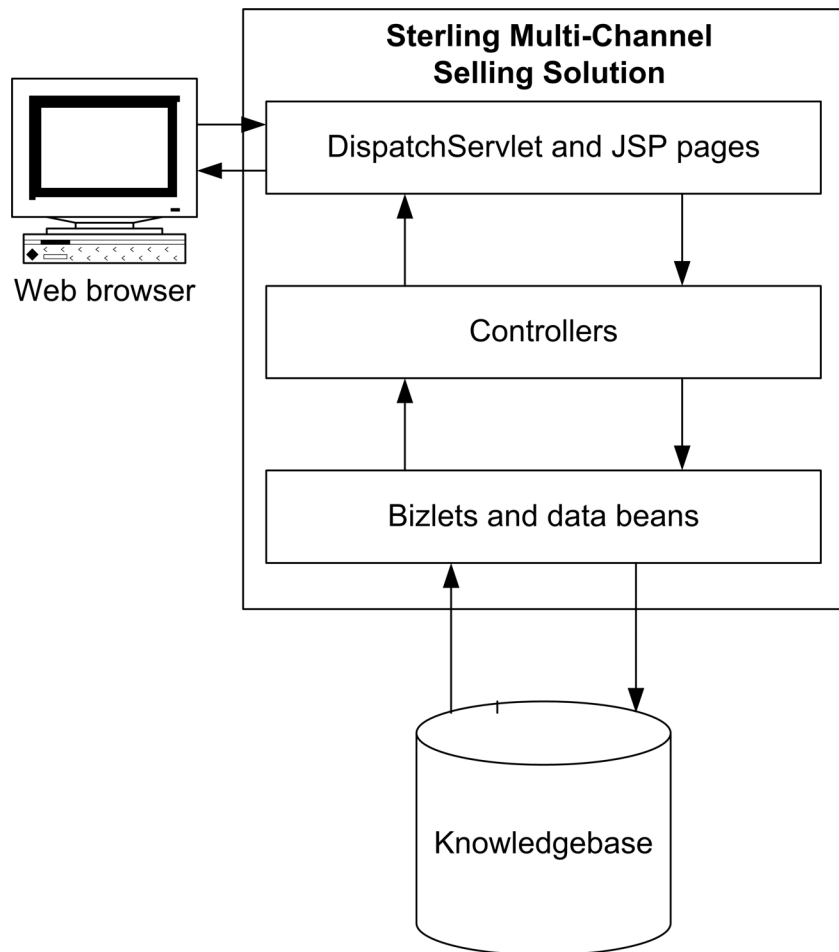 Sterling Multi-Channel
Selling Solution
DispatchServlet and JSP pages
Web browser
Controllers
Bizlets and data beans
Knowledgebase